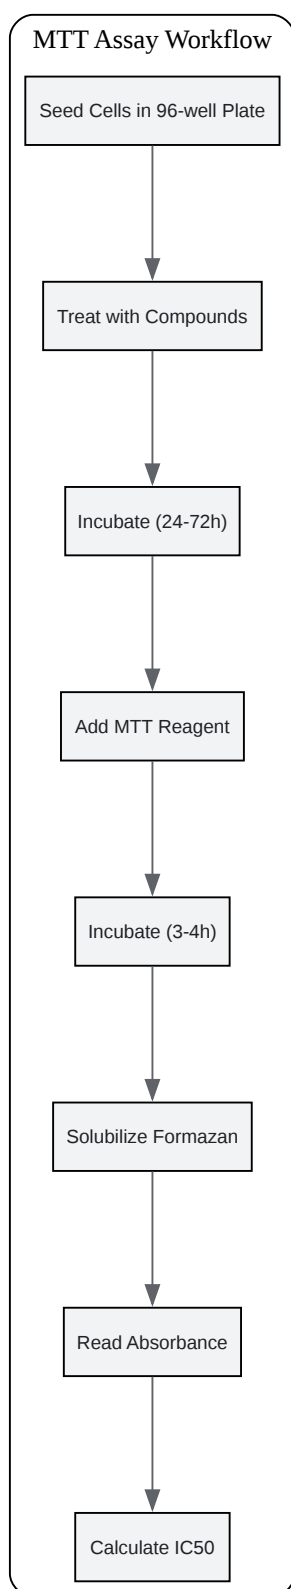 MTT Assay Workflow
Seed Cells in 96-well Plate
Treat with Compounds
Incubate (24-72h)
Add MTT Reagent
Incubate (3-4h)
Solubilize Formazan
Read Absorbance
Calculate IC50